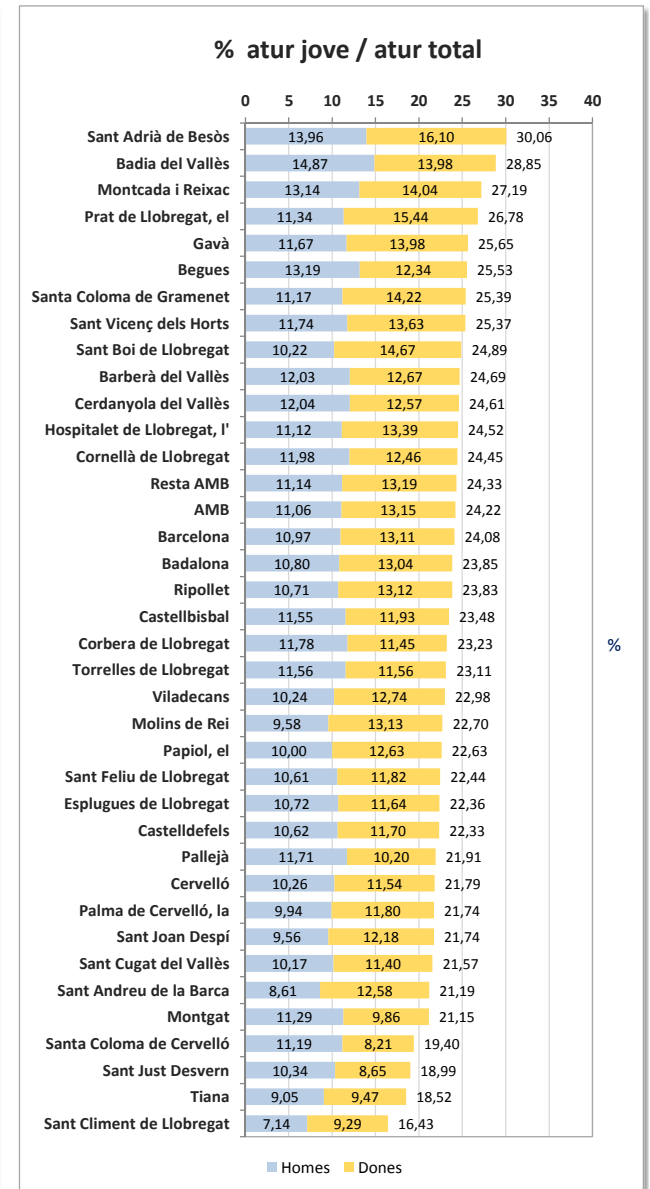 % atur jove / atur total
0 5 10 15 20 25 30 35 40
Sant Adrià de Besòs 13,96 16,10 30,06
Badia del Vallès 14,87 13,98 28,85
Montcada i Reixac 13,14 14,04 27,19
Prat de Llobregat, el 11,34 15,44 26,78
Gavà 11,67 13,98 25,65
Begues 13,19 12,34 25,53
Santa Coloma de Gramenet 11,17 14,22 25,39
Sant Vicenç dels Horts 11,74 13,63 25,37
Sant Boi de Llobregat 10,22 14,67 24,89
Barberà del Vallès 12,03 12,67 24,69
Cerdanyola del Vallès 12,04 12,57 24,61
Hospitalet de Llobregat, l' 11,12 13,39 24,52
Cornellà de Llobregat 11,98 12,46 24,45
Resta AMB 11,14 13,19 24,33
AMB 11,06 13,15 24,22
Barcelona 10,97 13,11 24,08
Badalona 10,80 13,04 23,85
Ripollet 10,71 13,12 23,83
Castellbisbal 11,55 11,93 23,48
Corbera de Llobregat 11,78 11,45 23,23
%
Torrelles de Llobregat 11,56 11,56 23,11
Viladecans 10,24 12,74 22,98
Molins de Rei 9,58 13,13 22,70
Papiol, el 10,00 12,63 22,63
Sant Feliu de Llobregat 10,61 11,82 22,44
Esplugues de Llobregat 10,72 11,64 22,36
Castelldefels 10,62 11,70 22,33
Pallejà 11,71 10,20 21,91
Cervelló 10,26 11,54 21,79
Palma de Cervelló, la 9,94 11,80 21,74
Sant Joan Despí 9,56 12,18 21,74
Sant Cugat del Vallès 10,17 11,40 21,57
Sant Andreu de la Barca 8,61 12,58 21,19
Montgat 11,29 9,86 21,15
Santa Coloma de Cervelló 11,19 8,21 19,40
Sant Just Desvern 10,34 8,65 18,99
Tiana 9,05 9,47 18,52
Sant Climent de Llobregat 7,14 9,29 16,43
Homes Dones